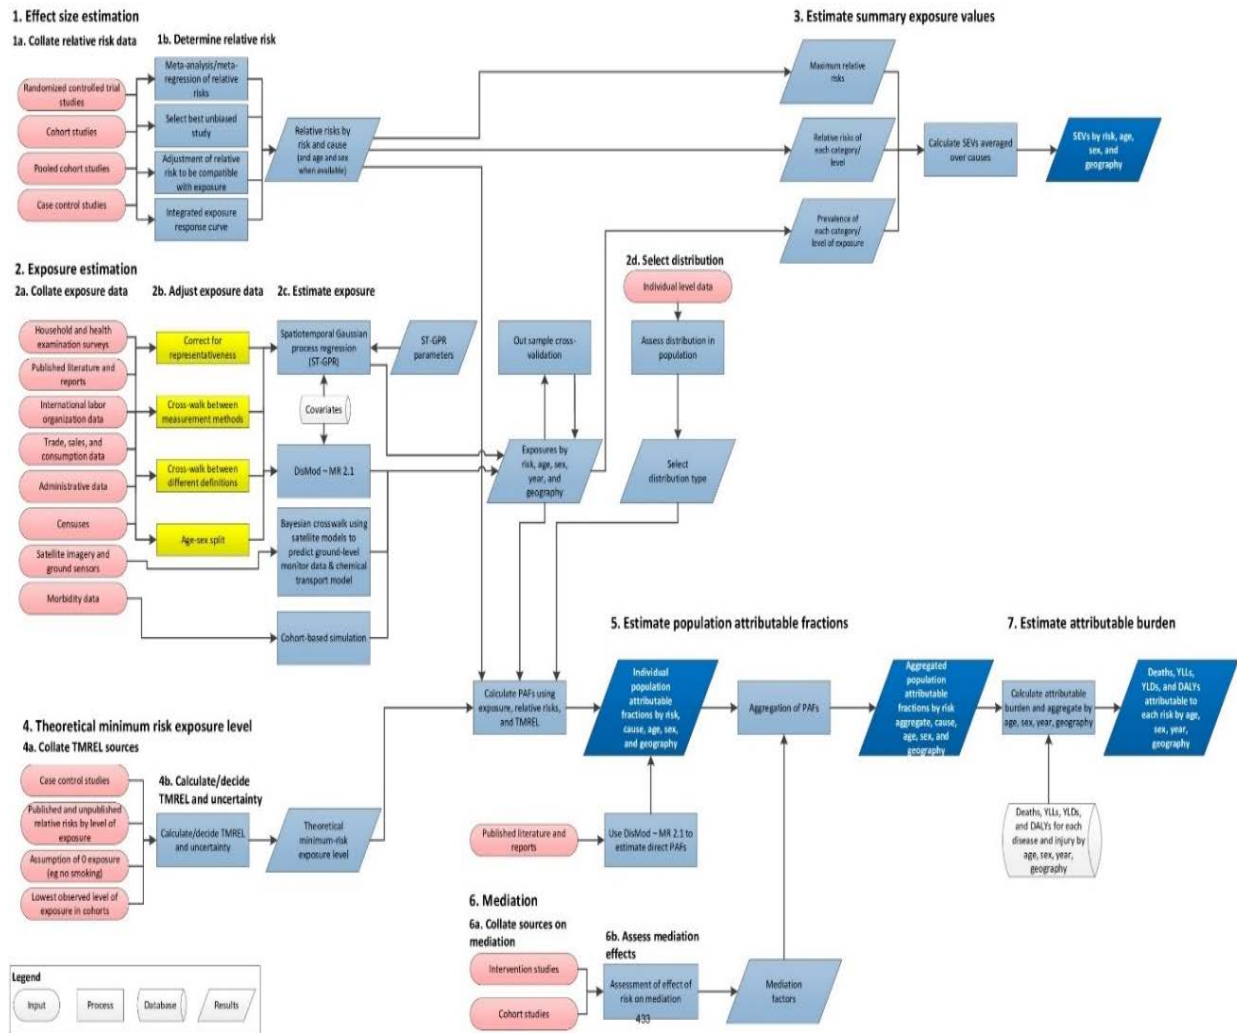 1. Effect size estimation
1a. Collate relative risk data
1b. Determine relative risk
Randomized controlled trial
studies
Cohort studies
Pooled cohort studies
Case control studies
Meta-analysis/meta-
regression of relative
risks
Select best unbiased
study
Adjustment of relative
risk to be compatible
with exposure
Integrated exposure
response curve
Relative risks by
risk and cause
(and age and sex
when available)
3. Estimate summary exposure values
Maximum relative
risks
Relative risks of
each category/
level
Prevalence of
each category/
level of exposure
Calculate SEVs averaged
over causes
SEVs by risk, age,
sex, and
geography
2. Exposure estimation
2a. Collate exposure data
2b. Adjust exposure data
2c. Estimate exposure
2d. Select distribution
Household and health
examination surveys
Published literature and
reports
International labor
organization data
Trade, sales, and
consumption data
Administrative data
Censuses
Satellite imagery and
ground sensors
Morbidity data
Correct for
representativeness
Cross-walk between
measurement methods
Cross-walk between
different definitions
Age-sex split
Spatiotemporal Gaussian
process regression
(ST-GPR)
ST-GPR
parameters
Covariates
DisMod – MR 2.1
Bayesian crosswalk using
satellite models to
predict ground-level
monitor data & chemical
transport model
Cohort-based simulation
Out sample cross-
validation
Exposures by
risk, age, sex,
year, and
geography
Individual level data
Assess distribution in
population
Select
distribution type
4. Theoretical minimum risk exposure level
4a. Collate TMREL sources
4b. Calculate/decide
TMREL and uncertainty
Case control studies
Published and unpublished
relative risks by level of
exposure
Assumption of 0 exposure
(eg no smoking)
Lowest observed level of
exposure in cohorts
Calculate/decide TMREL
and uncertainty
Theoretical
minimum-risk
exposure level
5. Estimate population attributable fractions
Calculate PAFs using
exposure, relative risks,
and TMREL
Individual
population
attributable
fractions by risk,
cause, age, sex,
and geography
Aggregation of PAFs
Aggregated
population
attributable
fractions by risk
aggregate, cause,
age, sex, and
geography
Published literature and
reports
Use DisMod – MR 2.1 to
estimate direct PAFs
7. Estimate attributable burden
Calculate attributable
burden and aggregate by
age, sex, year, geography
Deaths, YLLs,
YLDs, and DALYs
attributable to
each risk by age,
sex, year,
geography
Deaths, YLLs, YLDs,
and DALYs for each
disease and injury by
age, sex, year,
geography
6. Mediation
6a. Collate sources on
mediation
6b. Assess mediation
effects
Intervention studies
Cohort studies
Assessment of effect of
risk on mediation
433
Mediation
factors
Legend
Input
Process
Database
Results